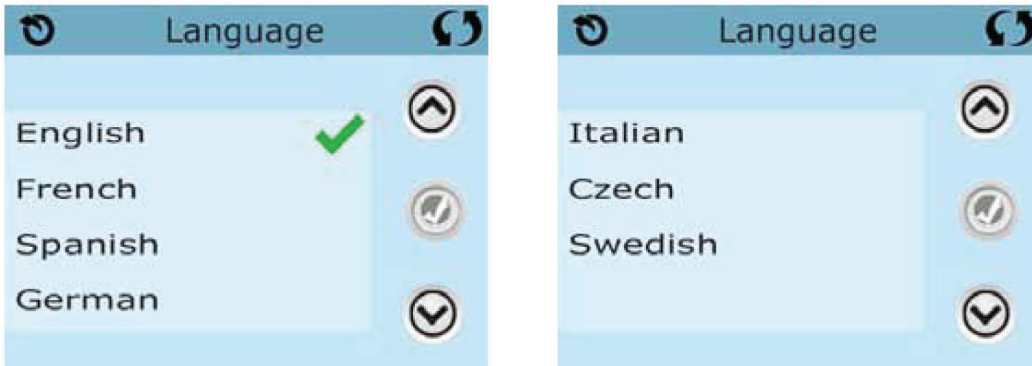 Language
English
French
Spanish
German
Language
Italian
Czech
Swedish